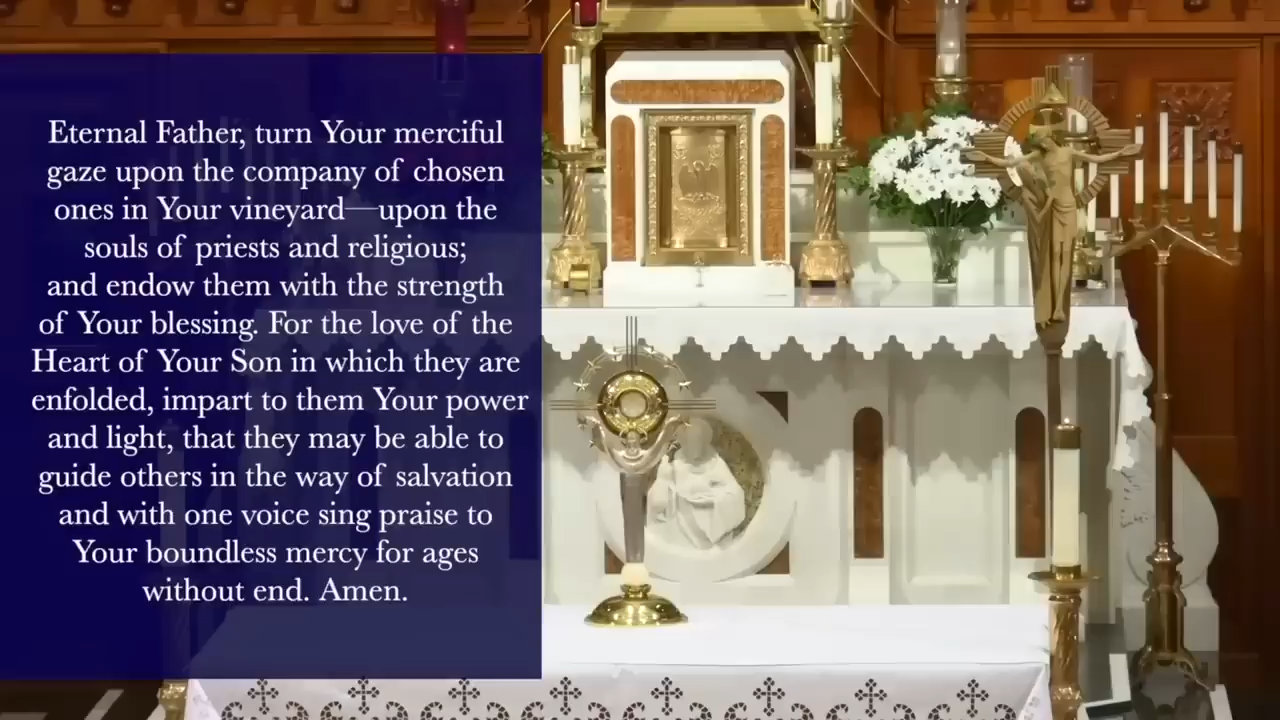 Eternal Father, turn Your merciful
gaze upon the company of chosen
ones in Your vineyard—upon the
souls of priests and religious;
and endow them with the strength
of Your blessing. For the love of the
Heart of Your Son in which they are
enfolded, impart to them Your power
and light, that they may be able to
guide others in the way of salvation
and with one voice sing praise to
Your boundless mercy for ages
without end. Amen.